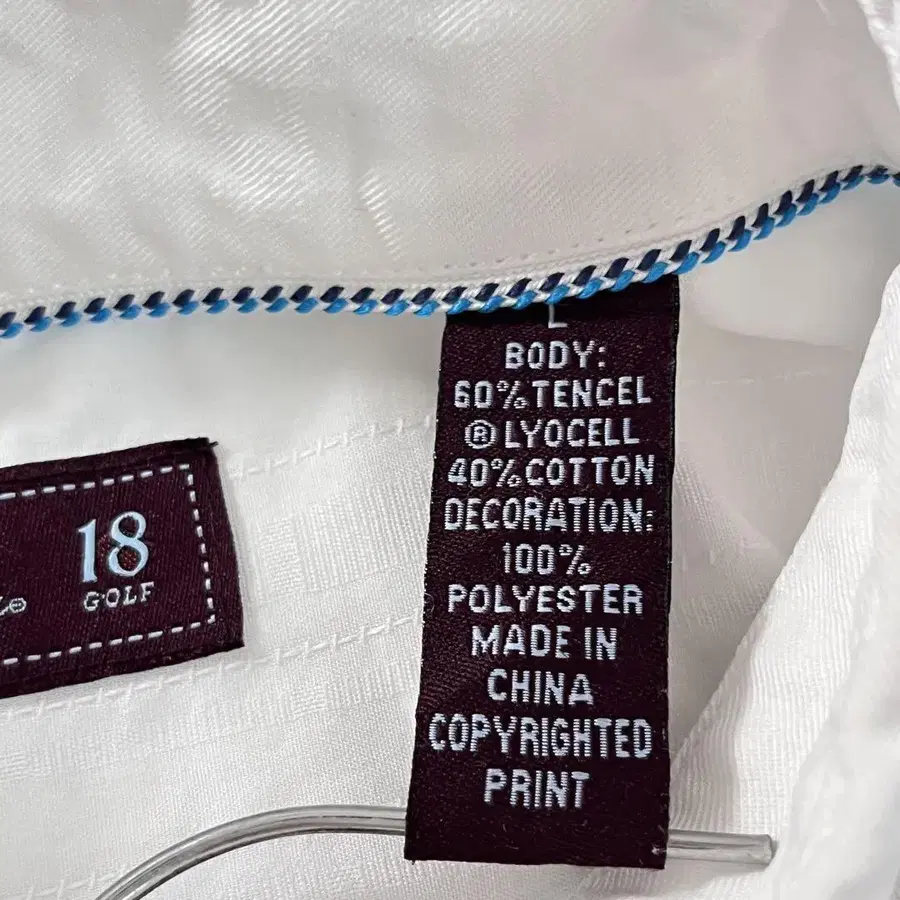 L
BODY:
60% TENCEL
® LYOCELL
40% COTTON
DECORATION:
100%
POLYESTER
MADE IN
CHINA
COPYRIGHTED
PRINT
18
GOLF